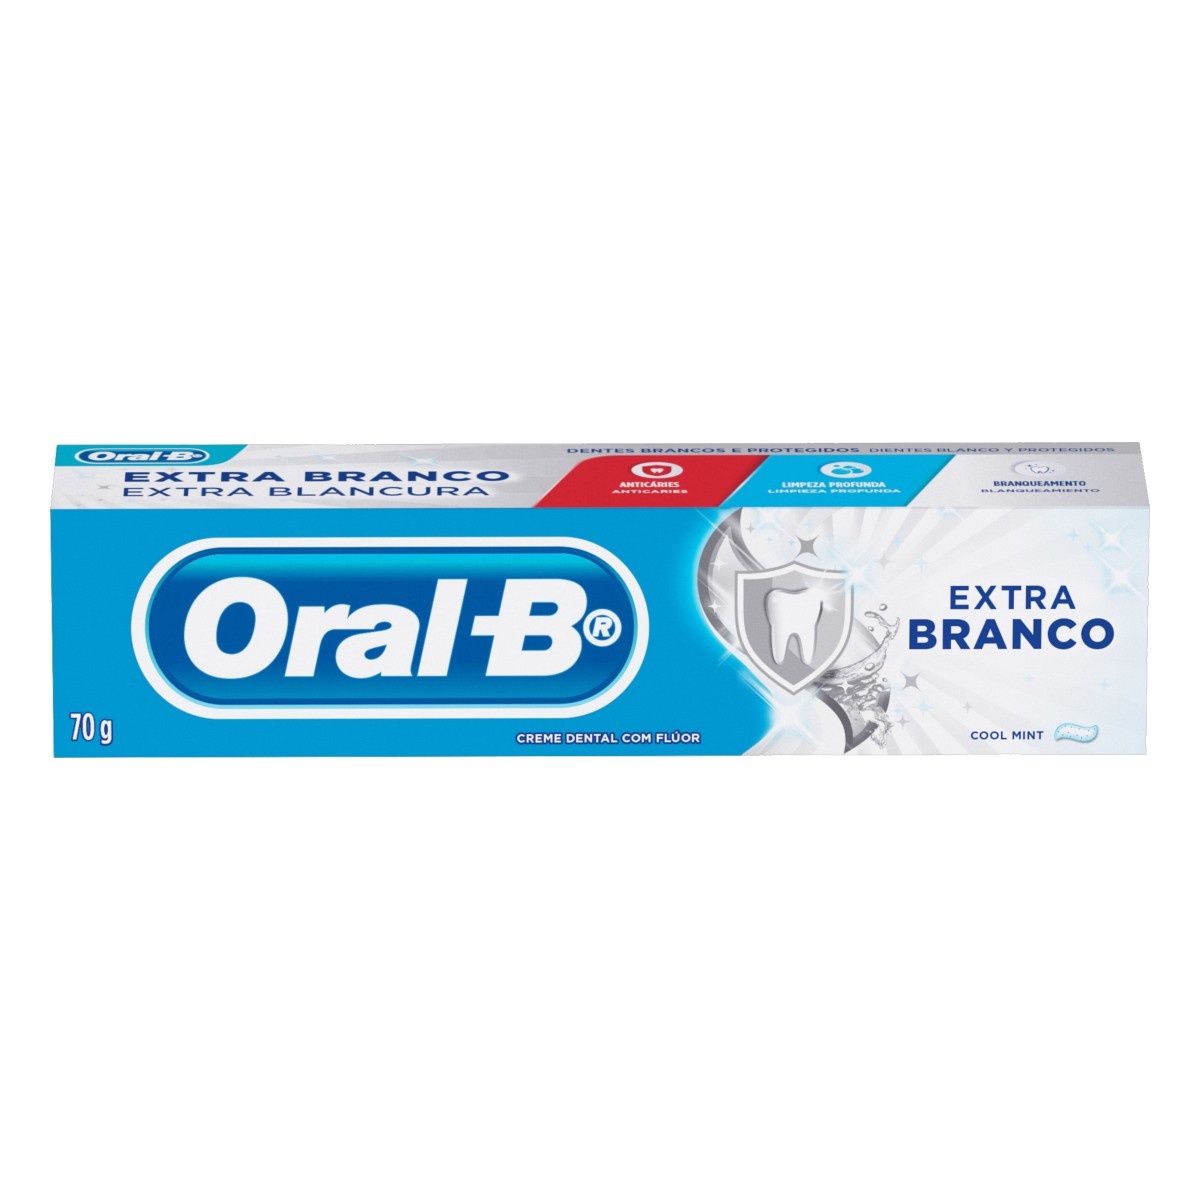 Oral-B®
EXTRA BRANCO
EXTRA BLANCURA
DENTES BRANCOS E PROTEGIDOS DIENTES BLANCO Y PROTEGIDOS
ANTICÁRIES
ANTICARIES
LIMPEZA PROFUNDA
LIMPIEZA PROFUNDA
BRANQUEAMENTO
BLANQUEAMIENTO
Oral-B®
EXTRA
BRANCO
70 g
CREME DENTAL COM FLÚOR
COOL MINT